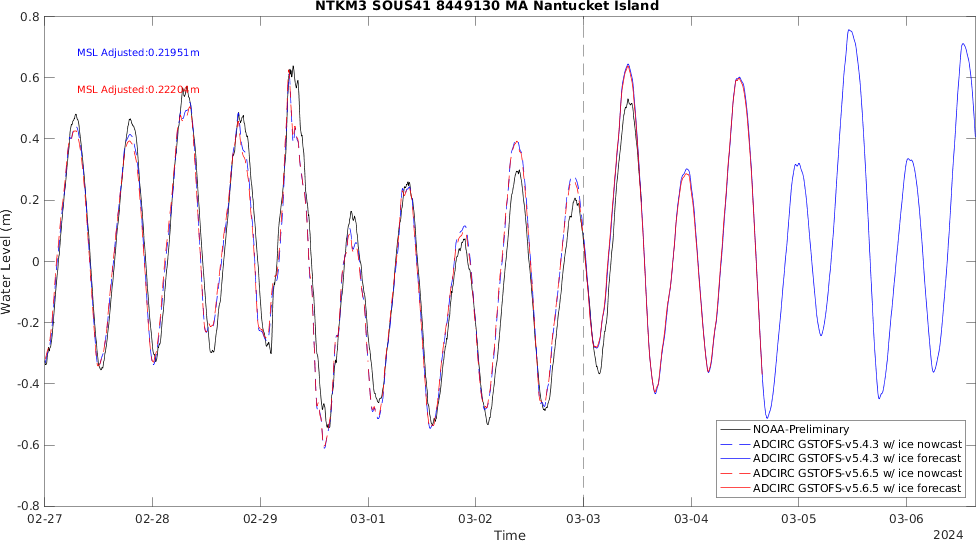 NTKM3 SOUS41 8449130 MA Nantucket Island
MSL Adjusted:0.21951m
MSL Adjusted:
0.8
0.6
0.4
0.2
0
-0.2
-0.4
-0.6
-0.8
Water Level (m)
NOAA-Preliminary
ADCIRC GSTOFS-v5.4.3 w/ ice nowcast
ADCIRC GSTOFS-v5.4.3 w/ ice forecast
ADCIRC GSTOFS-v5.6.5 w/ ice nowcast
ADCIRC GSTOFS-v5.6.5 w/ ice forecast
02-27 02-28 02-29 03-01 03-02 03-03 03-04 03-05 03-06
Time
2024